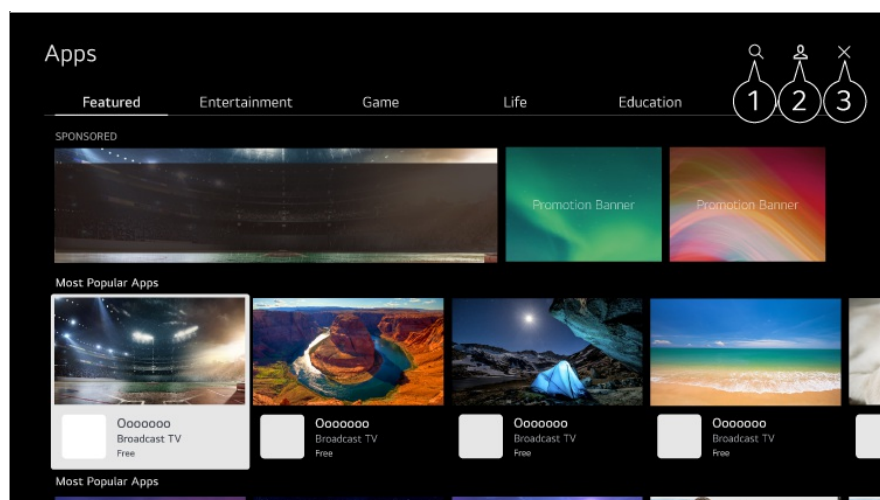 Apps
Featured Entertainment Game Life Education
1 2 3
SPONSORED
Promotion Banner Promotion Banner
Most Popular Apps
Ooooooo Ooooooo Ooooooo Ooooooo
Broadcast TV Broadcast TV Broadcast TV Broadcast TV
Free Free Free Free
Most Popular Apps